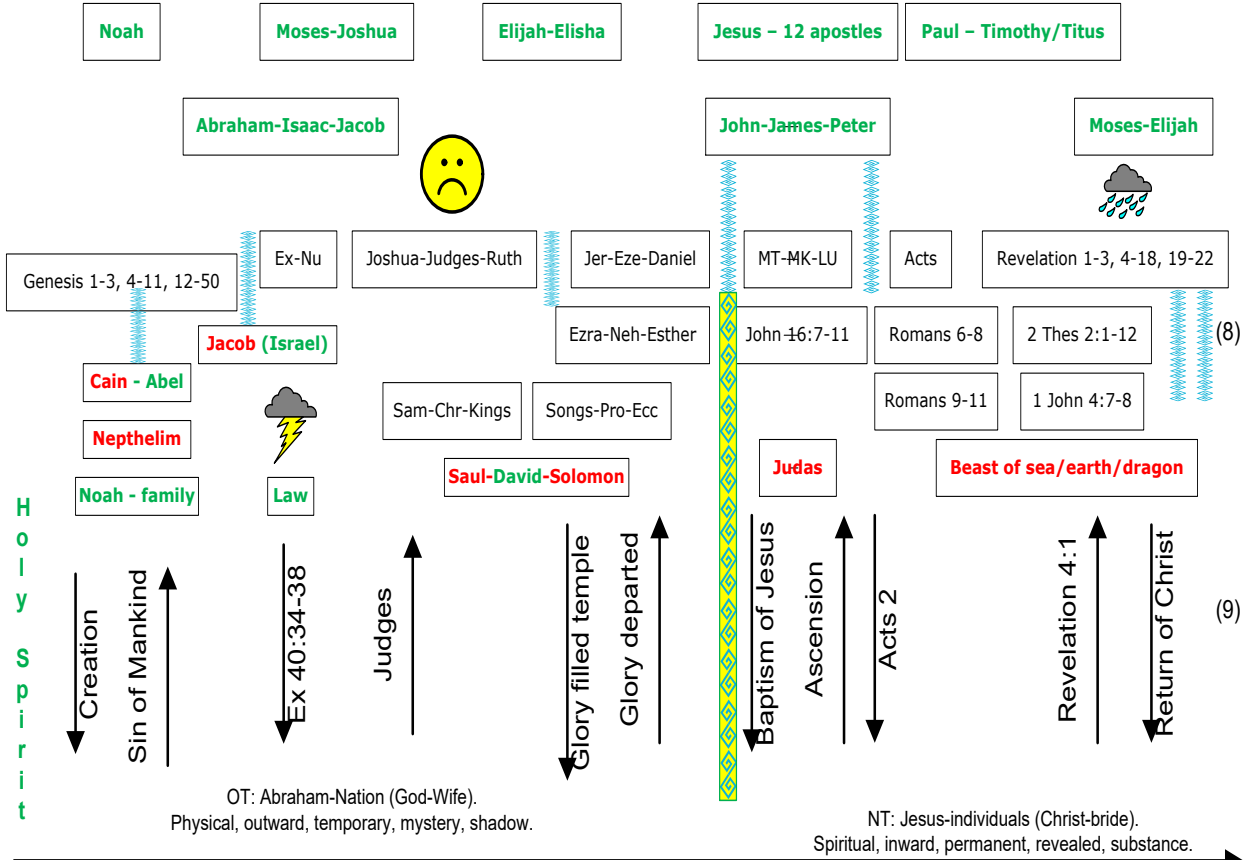 Noah
Moses-Joshua
Elijah-Elisha
Jesus – 12 apostles
Paul – Timothy/Titus
Abraham-Isaac-Jacob
John-James-Peter
Moses-Elijah
Genesis 1-3, 4-11, 12-50
Ex-Nu
Joshua-Judges-Ruth
Jer-Eze-Daniel
MT-MK-LU
Acts
Revelation 1-3, 4-18, 19-22
Jacob (Israel)
Ezra-Neh-Esther
John 16:7-11
Romans 6-8
2 Thes 2:1-12
(8)
Cain - Abel
Sam-Chr-Kings
Songs-Pro-Ecc
Romans 9-11
1 John 4:7-8
Nepthelim
Saul-David-Solomon
Judas
Beast of sea/earth/dragon
Noah - family
Law
Holy Spirit
Creation
Sin of Mankind
Ex 40:34-38
Judges
Glory filled temple
Glory departed
Baptism of Jesus
Ascension
Acts 2
Revelation 4:1
Return of Christ
(9)
OT: Abraham-Nation (God-Wife).
Physical, outward, temporary, mystery, shadow.
NT: Jesus-individuals (Christ-bride).
Spiritual, inward, permanent, revealed, substance.